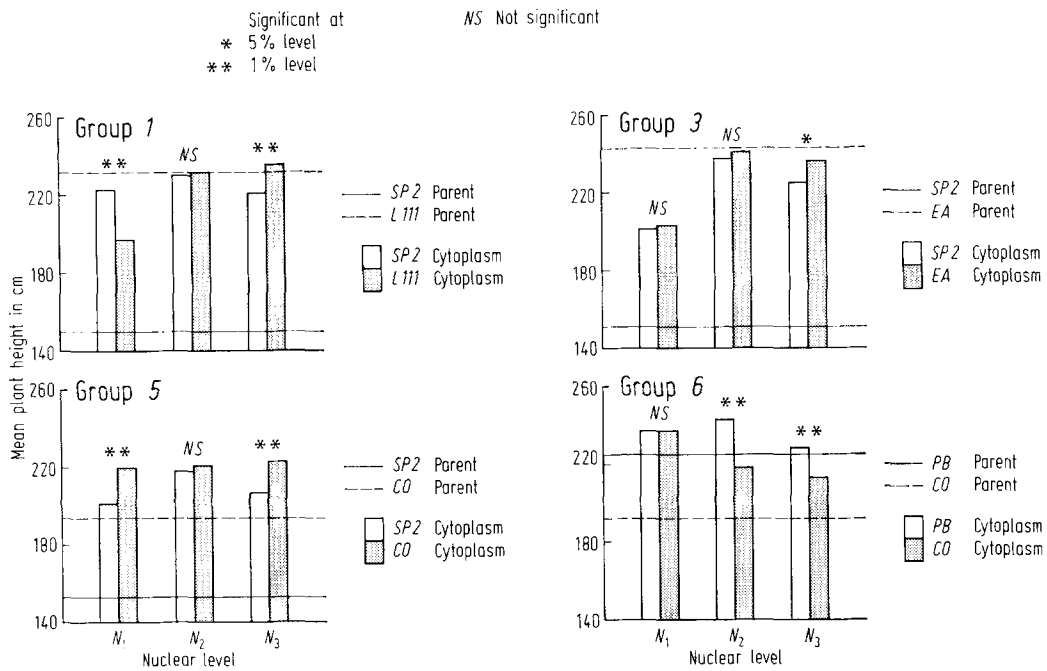 Significant at
* 5% level
** 1% level
NS Not significant
Mean plant height in cm
Group 1
260
220
180
140
**
NS
**
SP2 Parent
L111 Parent
SP2 Cytoplasm
L111 Cytoplasm
Group 3
260
220
180
140
NS
NS
*
SP2 Parent
EA Parent
SP2 Cytoplasm
EA Cytoplasm
Group 5
260
220
180
140
**
NS
**
N1
N2
N3
Nuclear level
SP2 Parent
CO Parent
SP2 Cytoplasm
CO Cytoplasm
Group 6
260
220
180
140
NS
**
**
N1
N2
N3
Nuclear level
PB Parent
CO Parent
PB Cytoplasm
CO Cytoplasm